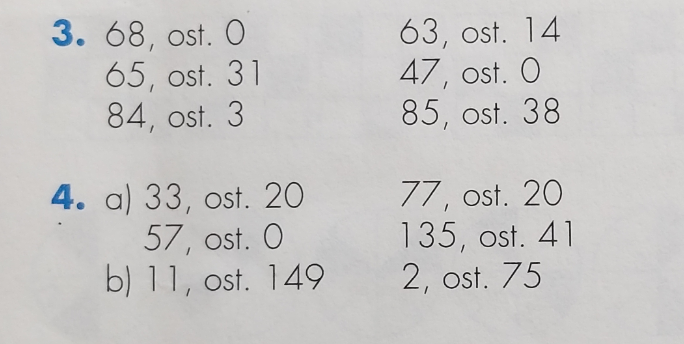 3. 68, ost. 0 63, ost. 14
65, ost. 31 47, ost. 0
84, ost. 3 85, ost. 38
4. a) 33, ost. 20 77, ost. 20
57, ost. 0 135, ost. 41
b) 11, ost. 149 2, ost. 75